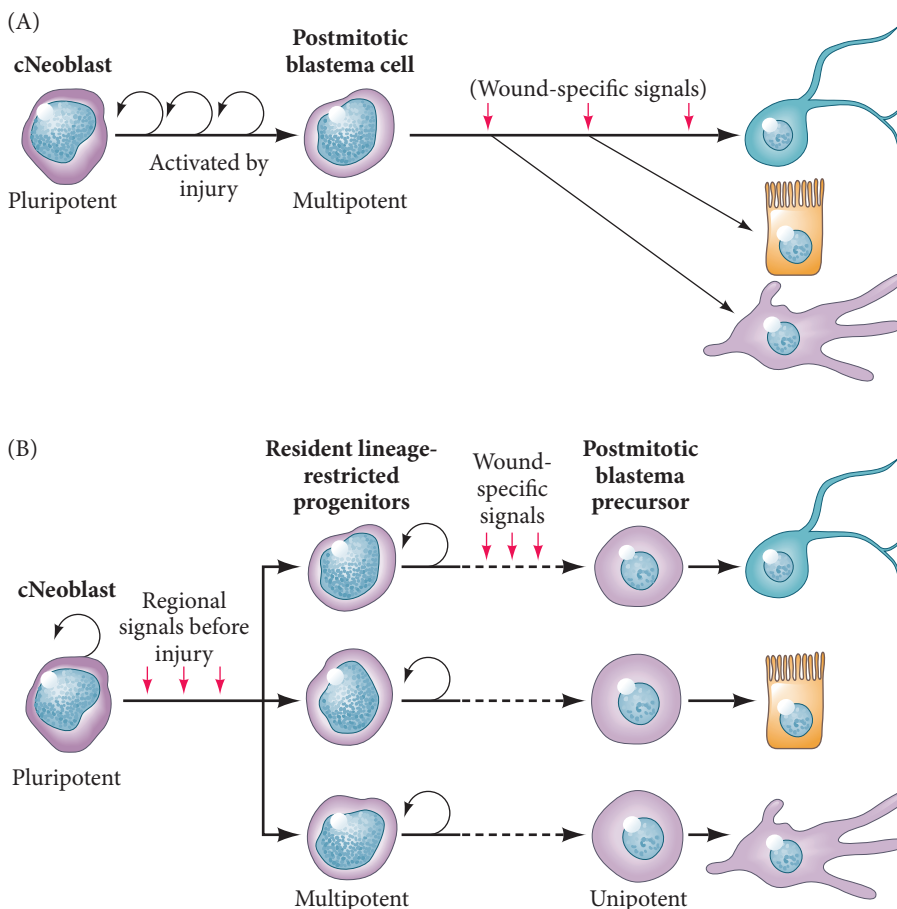 (A)
cNeoblast
Pluripotent
Activated by
injury
Postmitotic
blastema cell
Multipotent
(Wound-specific signals)
(B)
cNeoblast
Pluripotent
Regional
signals before
injury
Resident lineage-
restricted
progenitors
Multipotent
Wound-
specific
signals
Postmitotic
blastema
precursor
Unipotent